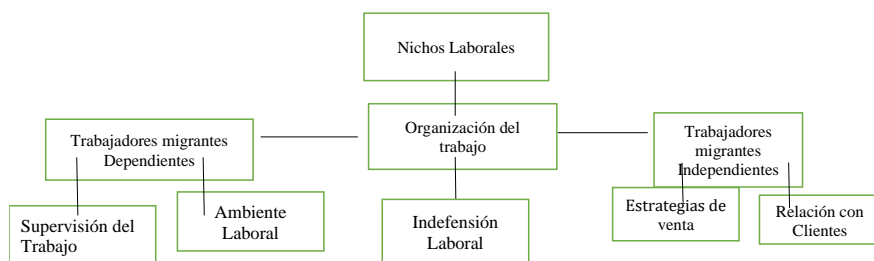 Nichos Laborales
Organización del
trabajo
Trabajadores migrantes
Dependientes
Trabajadores
migrantes
Independientes
Supervisión del
Trabajo
Ambiente
Laboral
Indefensión
Laboral
Estrategias de
venta
Relación con
Clientes